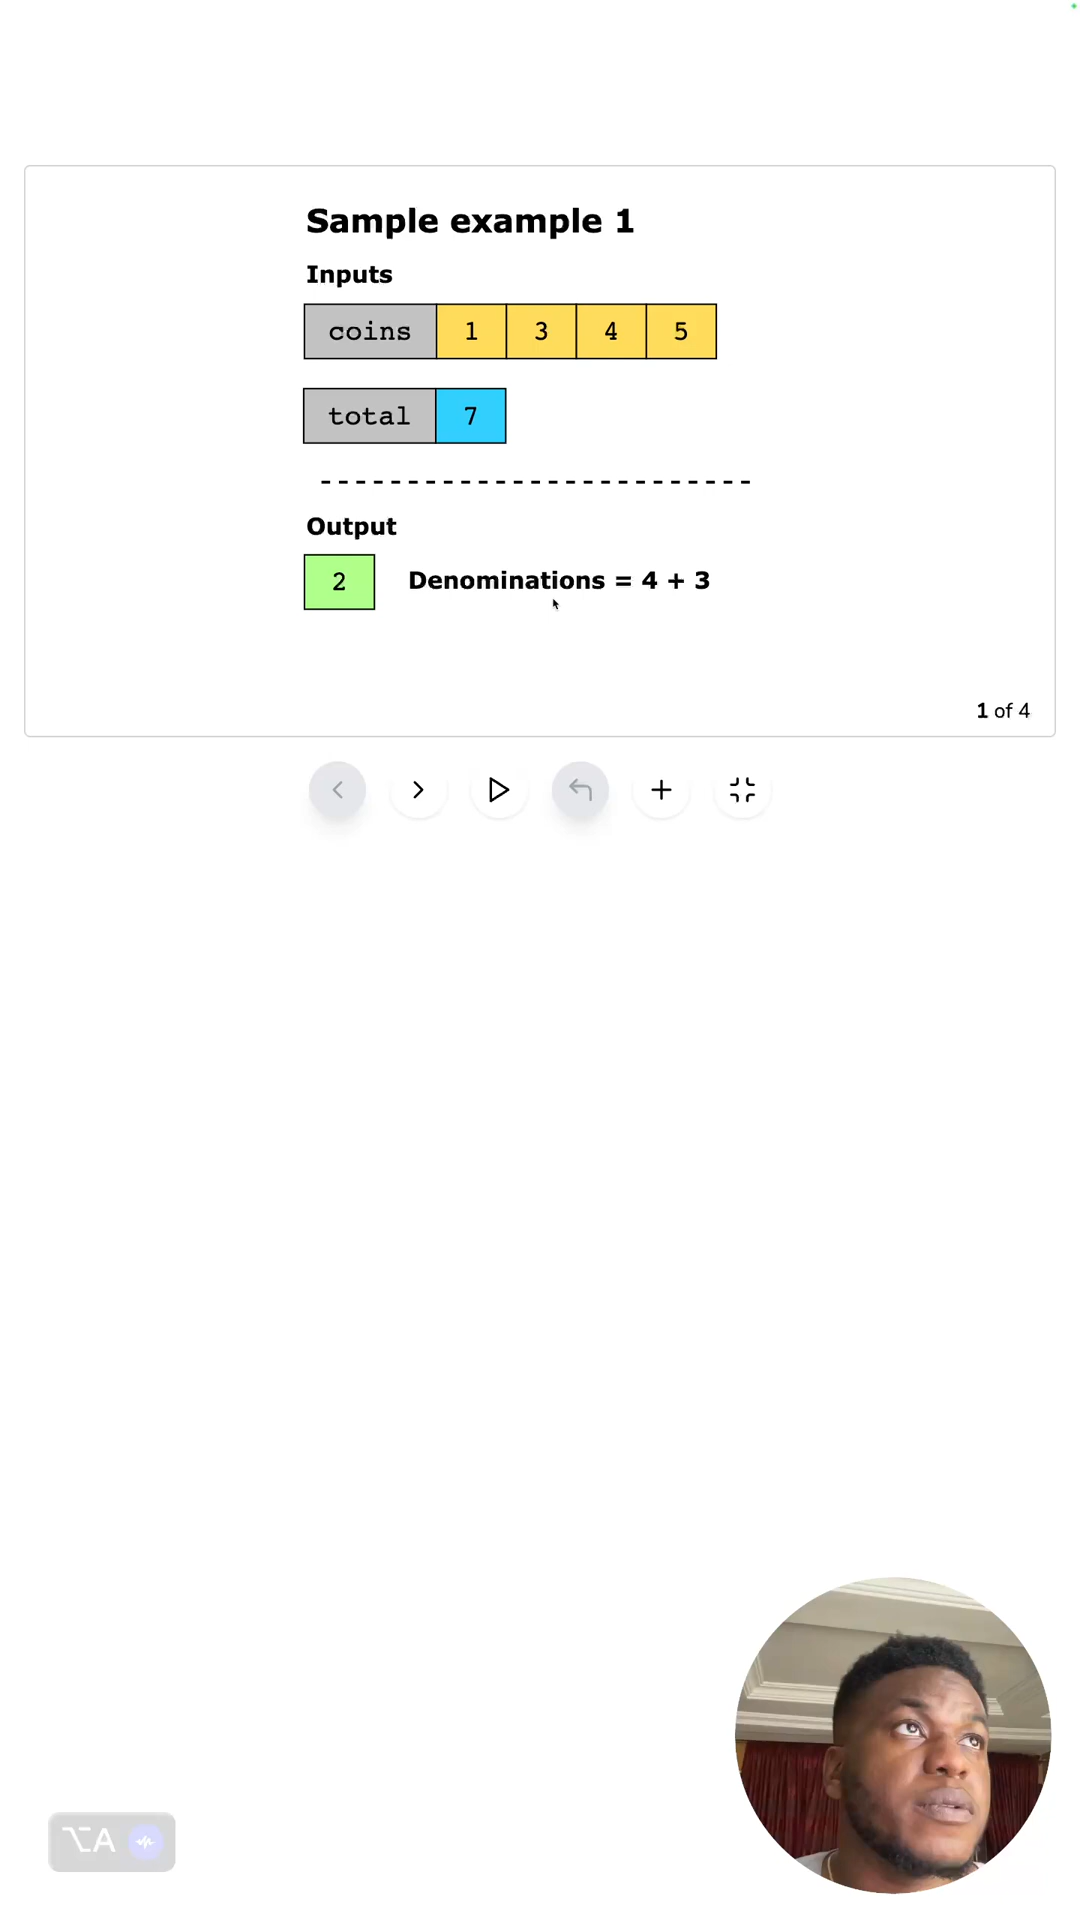 Sample example 1
Inputs
coins 1 3 4 5
total 7
Output
2 Denominations = 4 + 3
1 of 4
⌥A